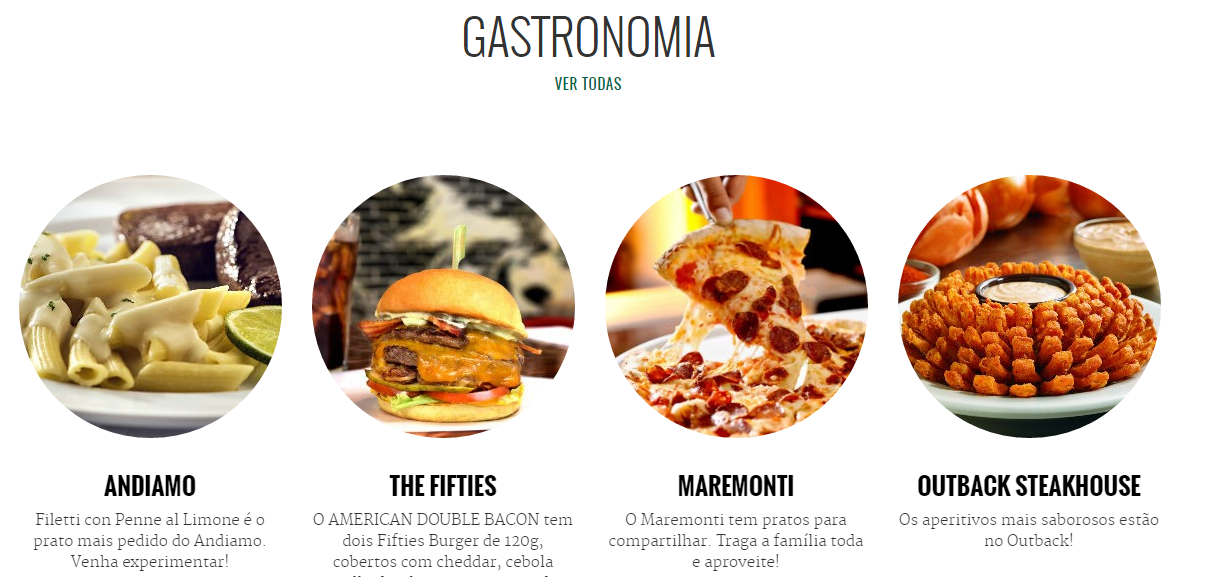 GASTRONOMIA
VER TODAS
ANDIAMO
Filetti con Penne al Limone é o
prato mais pedido do Andiamo.
Venha experimentar!
THE FIFTIES
O AMERICAN DOUBLE BACON tem
dois Fifties Burger de 120g,
cobertos com cheddar, cebola
MAREMONTI
O Maremonti tem pratos para
compartilhar. Traga a família toda
e aproveite!
OUTBACK STEAKHOUSE
Os aperitivos mais saborosos estão
no Outback!